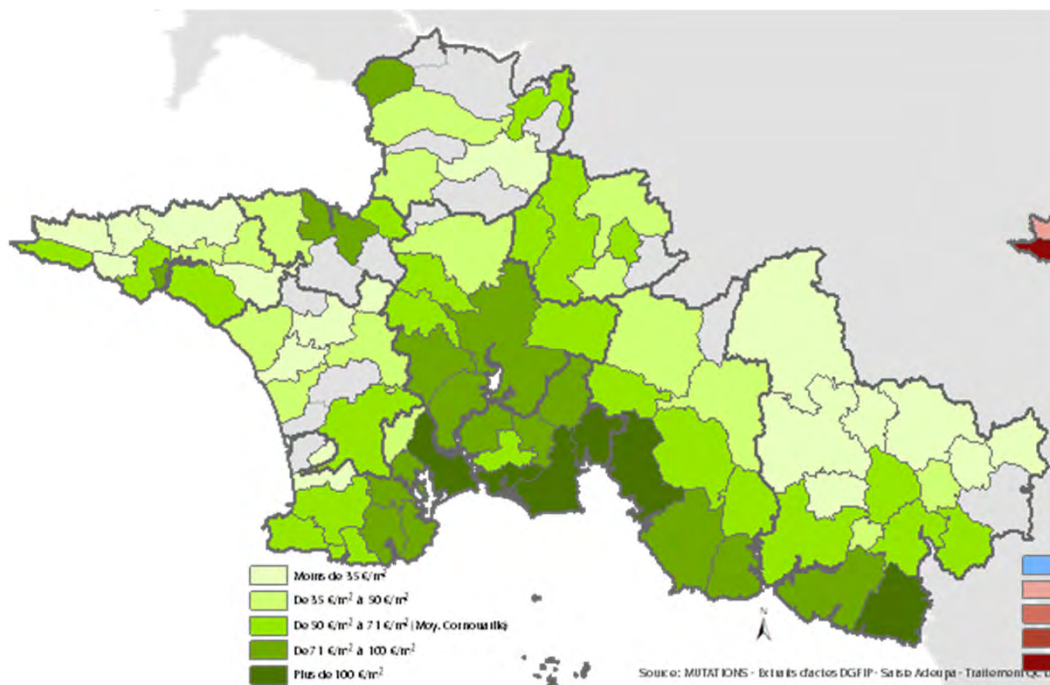 Moins de 35 €/m²
De 35 €/m² à 50 €/m²
De 50 €/m² à 71 €/m² (Moy. Cornouaille)
De 71 €/m² à 100 €/m²
Plus de 100 €/m²
N
Source: MUTATIONS - Extraits d'actes DGFIP - Saisie Adeupa - Traitement QCD